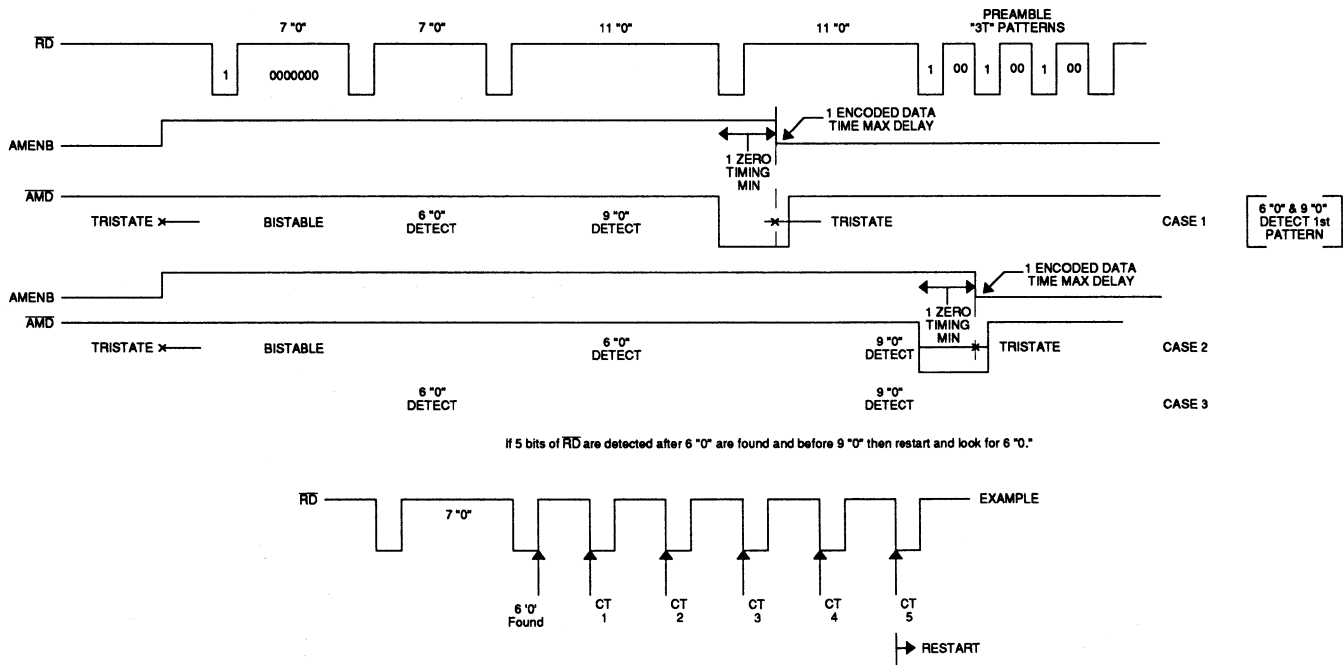 PREAMBLE
7 "0" 7 "0" 11 "0" 11 "0" "3T" PATTERNS
RD
1 0000000 1 00 1 00 1 00
1 ENCODED DATA
TIME MAX DELAY
AMENB
1 ZERO
TIMING
MIN
AMD
TRISTATE BISTABLE 6 "0" 9 "0" TRISTATE CASE 1
DETECT DETECT
6 "0" & 9 "0"
DETECT 1st
PATTERN
1 ENCODED DATA
TIME MAX DELAY
AMENB
1 ZERO
TIMING
MIN
AMD
TRISTATE BISTABLE 6 "0" 9 "0" TRISTATE CASE 2
DETECT DETECT
6 "0" 9 "0" CASE 3
DETECT DETECT
If 5 bits of RD are detected after 6 "0" are found and before 9 "0" then restart and look for 6 "0."
RD EXAMPLE
7 "0"
6 '0' CT CT CT CT CT
Found 1 2 3 4 5
RESTART